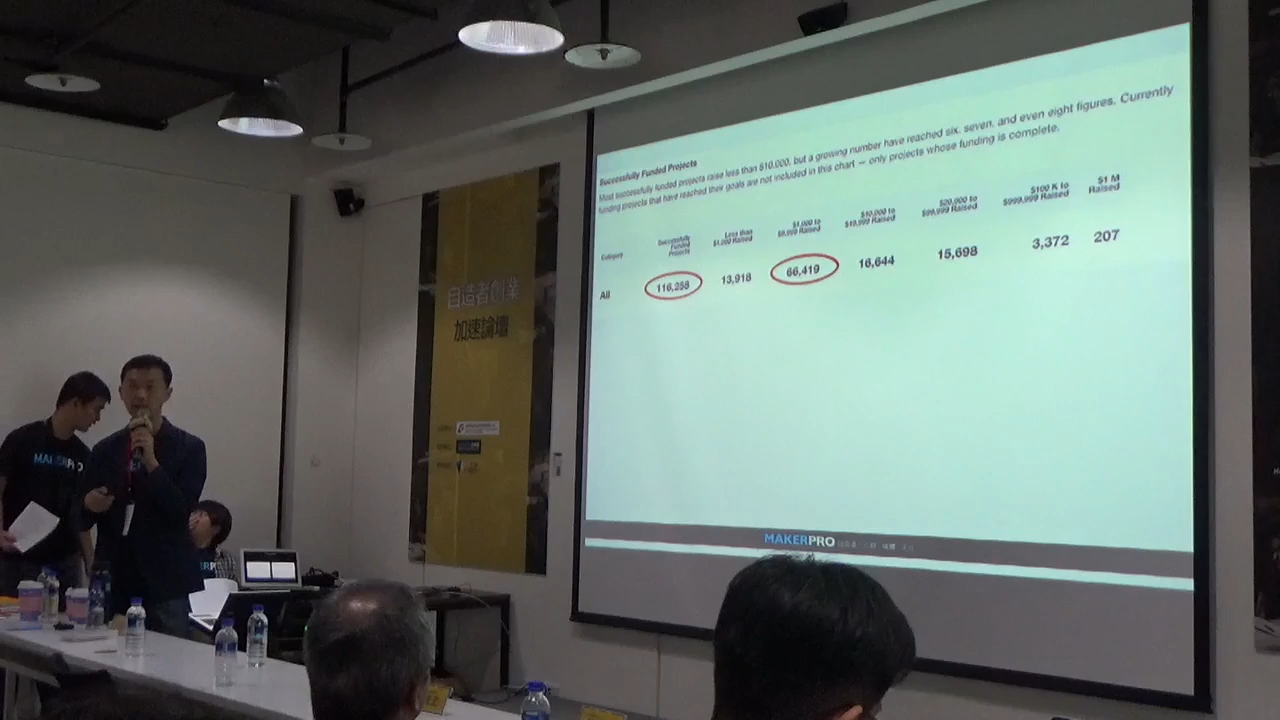 Successfully Funded Projects
Most successfully funded projects raise less than $10,000, but a growing number have reached six, seven, and even eight figures. Currently
funding projects that have reached their goals are not included in this chart — only projects whose funding is complete.
Category
Successfully
Funded
Projects
Less than
$1,000 Raised
$1,000 to
$9,999 Raised
$10,000 to
$19,999 Raised
$20,000 to
$99,999 Raised
$100 K to
$999,999 Raised
$1 M
Raised
All 116,258 13,918 66,419 16,644 15,698 3,372 207
MAKERPRO
自造者創業
加速論壇
MAKERPRO